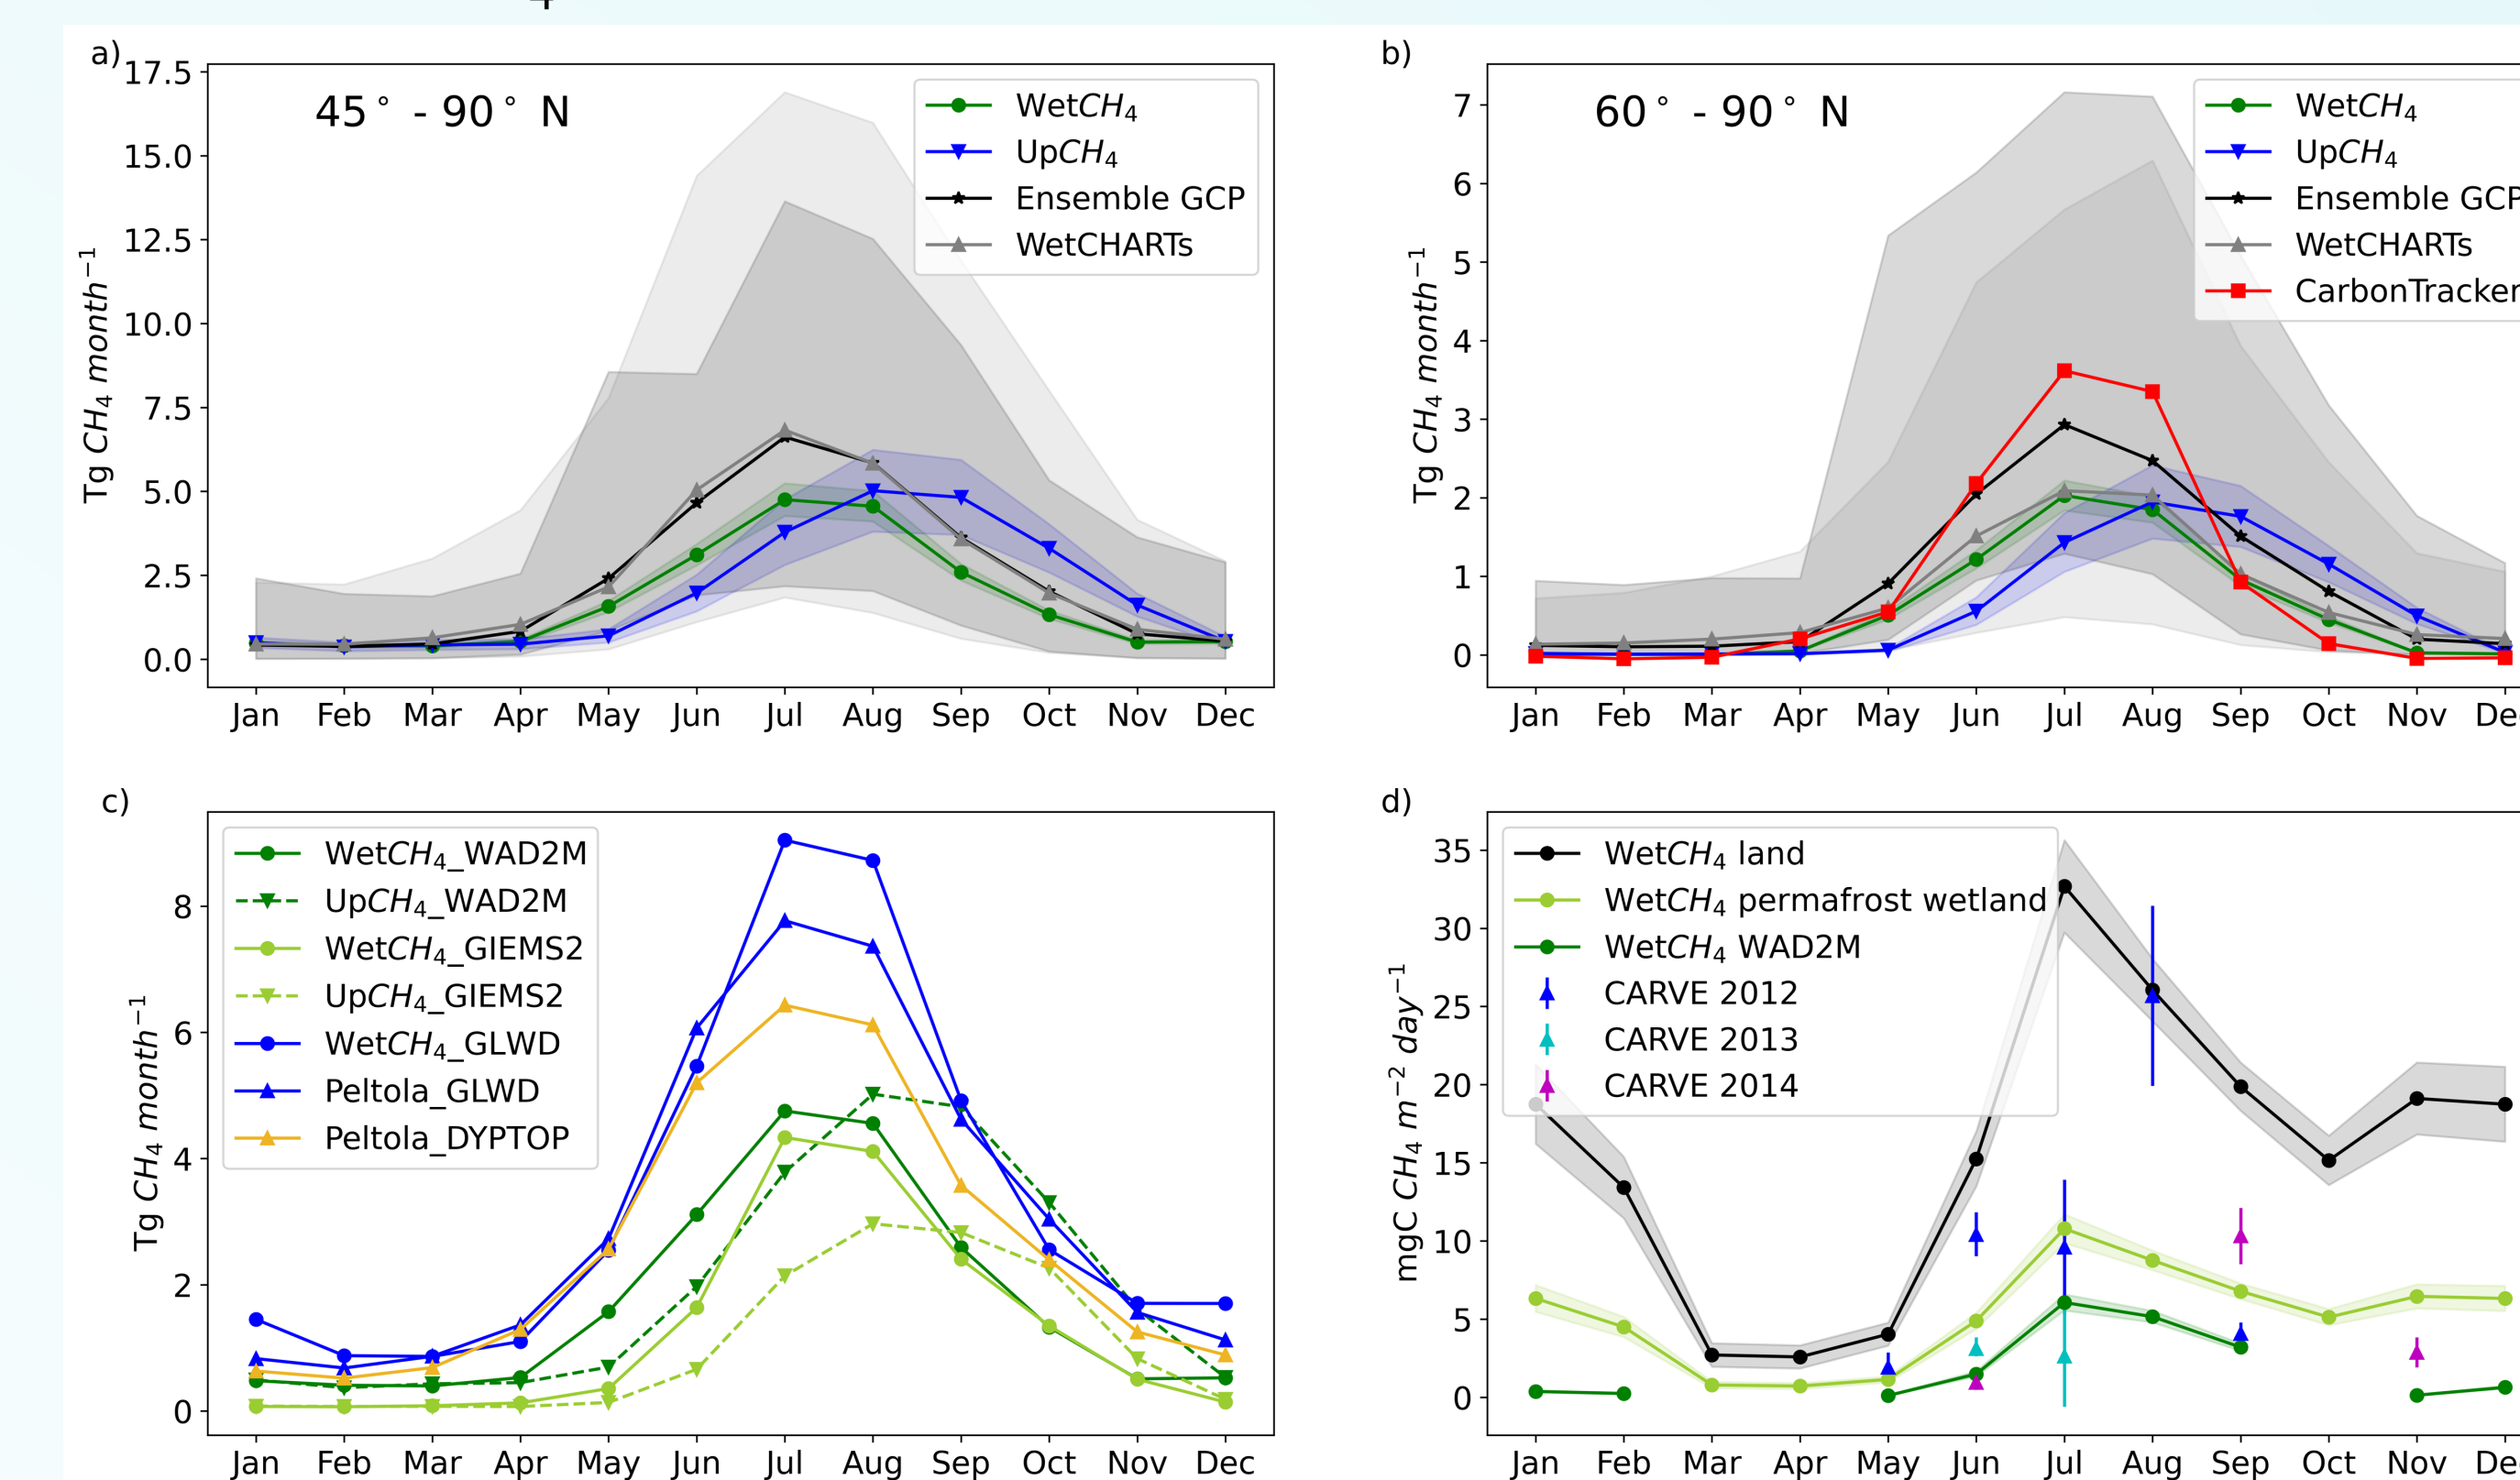 4
a)
17.5
15.0
12.5
10.0
7.5
5.0
2.5
0.0
Tg CH₄ month⁻¹
45° - 90° N
WetCH₄
UpCH₄
Ensemble GCP
WetCHARTs
Jan Feb Mar Apr May Jun Jul Aug Sep Oct Nov Dec
b)
7
6
5
4
3
2
1
0
Tg CH₄ month⁻¹
60° - 90° N
WetCH₄
UpCH₄
Ensemble GCP
WetCHARTs
CarbonTracker
Jan Feb Mar Apr May Jun Jul Aug Sep Oct Nov De
c)
8
6
4
2
0
Tg CH₄ month⁻¹
WetCH₄_WAD2M
UpCH₄_WAD2M
WetCH₄_GIEMS2
UpCH₄_GIEMS2
WetCH₄_GLWD
Peltola_GLWD
Peltola_DYPTOP
Jan Feb Mar Apr May Jun Jul Aug Sep Oct Nov Dec
d)
35
30
25
20
15
10
5
0
mgC CH₄ m⁻² day⁻¹
WetCH₄ land
WetCH₄ permafrost wetland
WetCH₄ WAD2M
CARVE 2012
CARVE 2013
CARVE 2014
Jan Feb Mar Apr May Jun Jul Aug Sep Oct Nov De